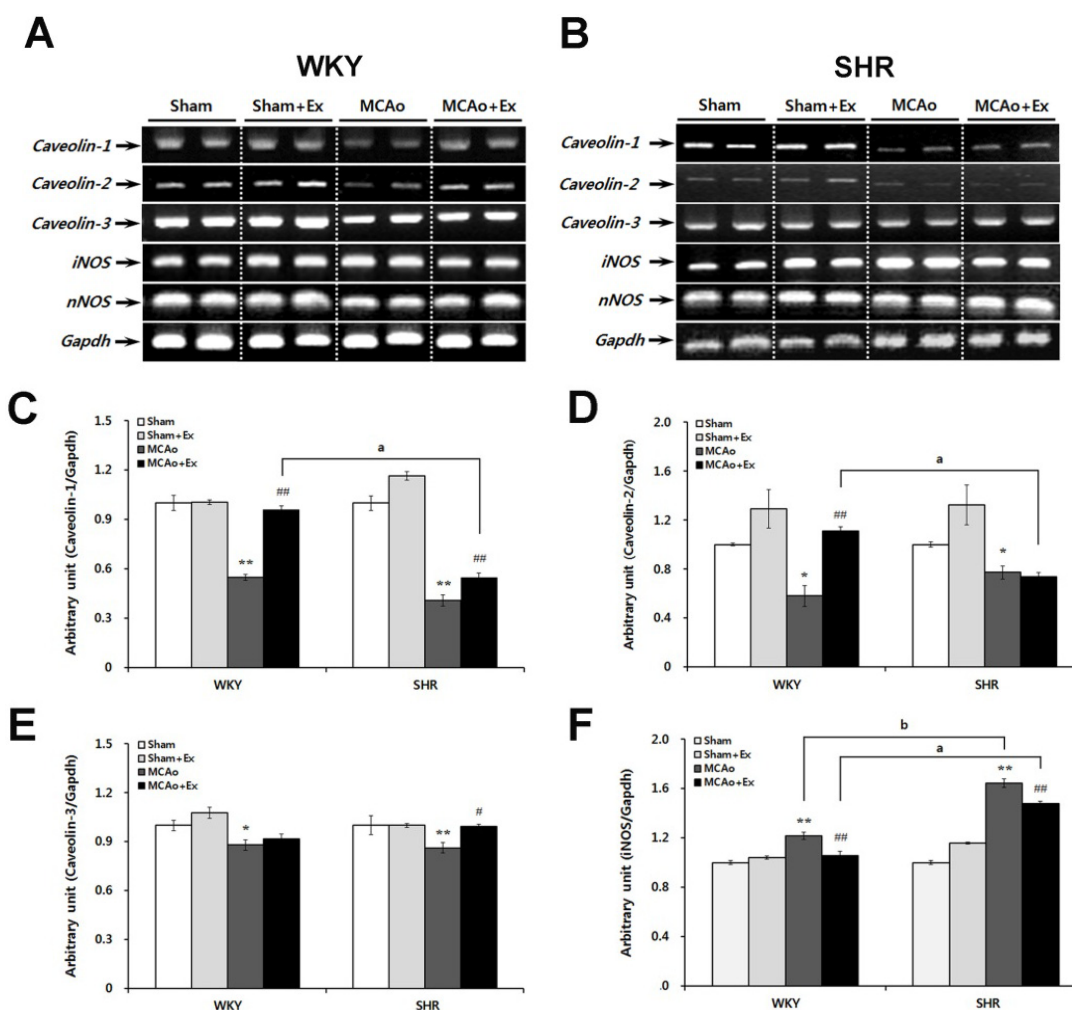 A
WKY
Sham Sham+Ex MCAo MCAo+Ex
Caveolin-1
Caveolin-2
Caveolin-3
iNOS
nNOS
Gapdh
B
SHR
Sham Sham+Ex MCAo MCAo+Ex
Caveolin-1
Caveolin-2
Caveolin-3
iNOS
nNOS
Gapdh
C
Arbitrary unit (Caveolin-1/Gapdh)
1.5
1.2
0.9
0.6
0.3
0
Sham
Sham+Ex
MCAo
MCAo+Ex
**
##
a
**
##
WKY SHR
D
Arbitrary unit (Caveolin-2/Gapdh)
2.0
1.6
1.2
0.8
0.4
0
Sham
Sham+Ex
MCAo
MCAo+Ex
*
##
a
*
WKY SHR
E
Arbitrary unit (Caveolin-3/Gapdh)
1.5
1.2
0.9
0.6
0.3
0
Sham
Sham+Ex
MCAo
MCAo+Ex
*
**
#
WKY SHR
F
Arbitrary unit (iNOS/Gapdh)
2.0
1.6
1.2
0.8
0.4
0
Sham
Sham+Ex
MCAo
MCAo+Ex
b
a
**
##
**
##
WKY SHR